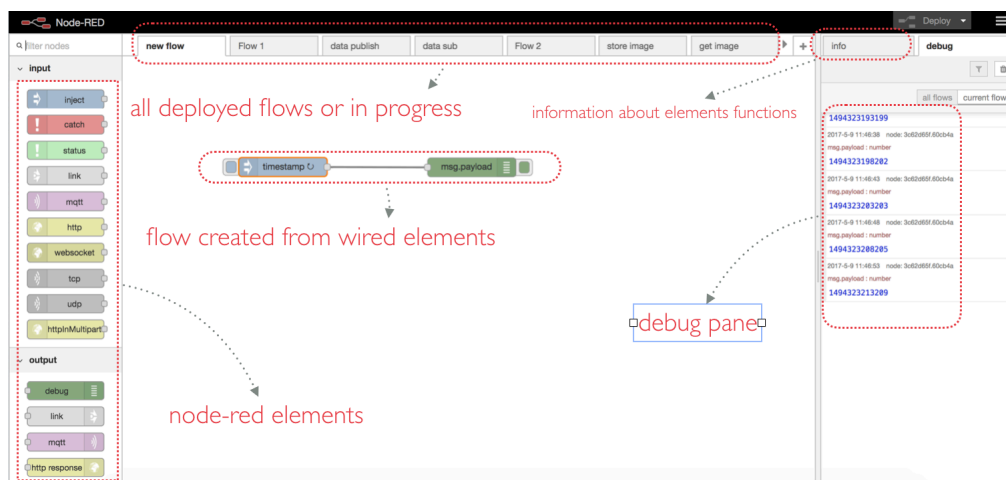 Node-RED
Deploy
filter nodes
new flow
Flow 1
data publish
data sub
Flow 2
store image
get image
info
debug
input
inject
catch
status
link
mqtt
http
websocket
tcp
udp
httpInMultipart
output
debug
link
mqtt
http response
all deployed flows or in progress
information about elements functions
timestamp ↻
msg.payload
flow created from wired elements
debug pane
node-red elements
all flows
current flow
1494323193199
2017-5-9 11:46:38 node: 3c62d65f.60cb4a
msg.payload : number
1494323198202
2017-5-9 11:46:43 node: 3c62d65f.60cb4a
msg.payload : number
1494323203203
2017-5-9 11:46:48 node: 3c62d65f.60cb4a
msg.payload : number
1494323208205
2017-5-9 11:46:53 node: 3c62d65f.60cb4a
msg.payload : number
1494323213209